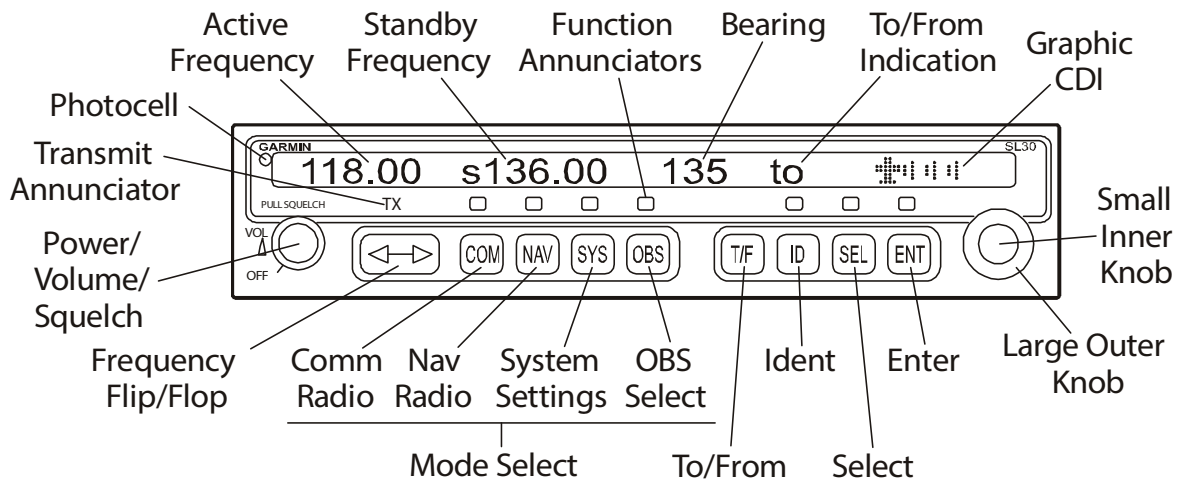 Active
Frequency
Standby
Frequency
Function
Annunciators
Bearing
To/From
Indication
Graphic
CDI
Photocell
Transmit
Annunciator
GARMIN
SL30
118.00 s136.00 135 to
PULL SQUELCH
TX
VOL
OFF
COM NAV SYS OBS T/F ID SEL ENT
Power/
Volume/
Squelch
Small
Inner
Knob
Frequency
Flip/Flop
Comm
Radio
Nav
Radio
System
Settings
OBS
Select
Ident
Enter
Large Outer
Knob
Mode Select
To/From
Select